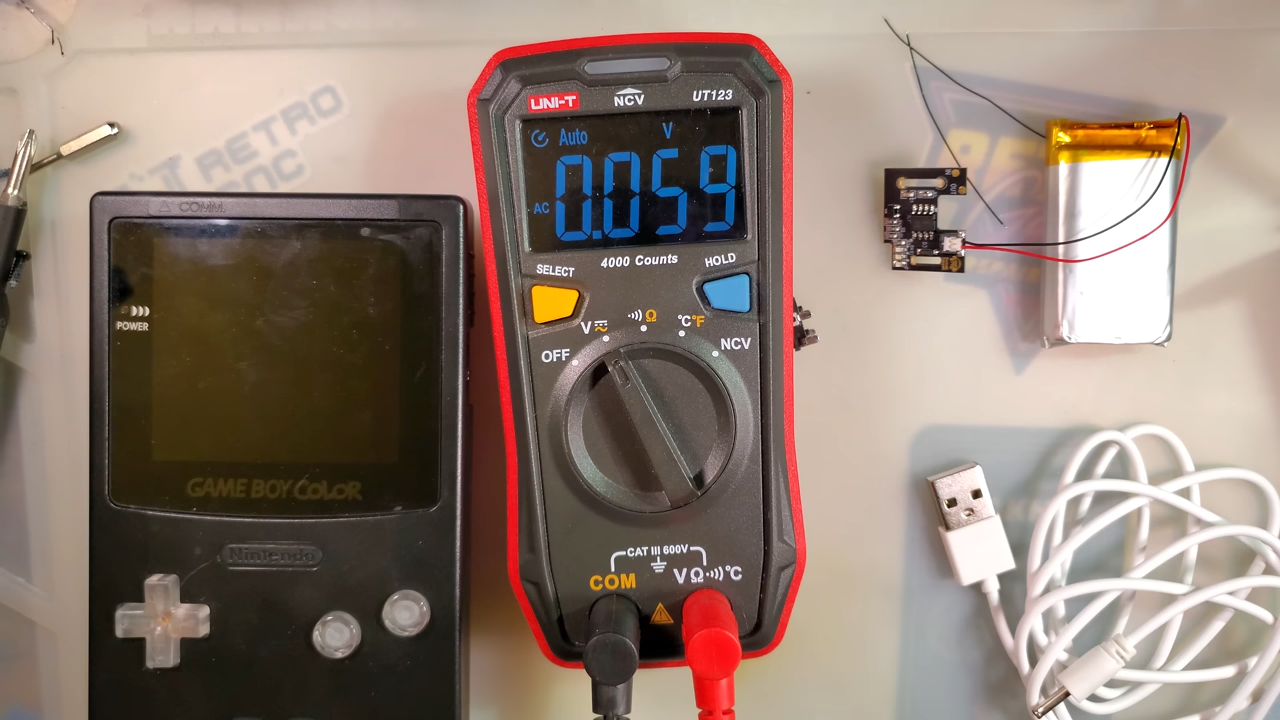 RETRO
COMM.
POWER
GAME BOY COLOR
Nintendo
UNI-T
NCV
UT123
Auto
V
AC
0.059
4000 Counts
SELECT
HOLD
OFF
V
Ω
°C°F
NCV
CAT III 600V
COM
VΩ °C